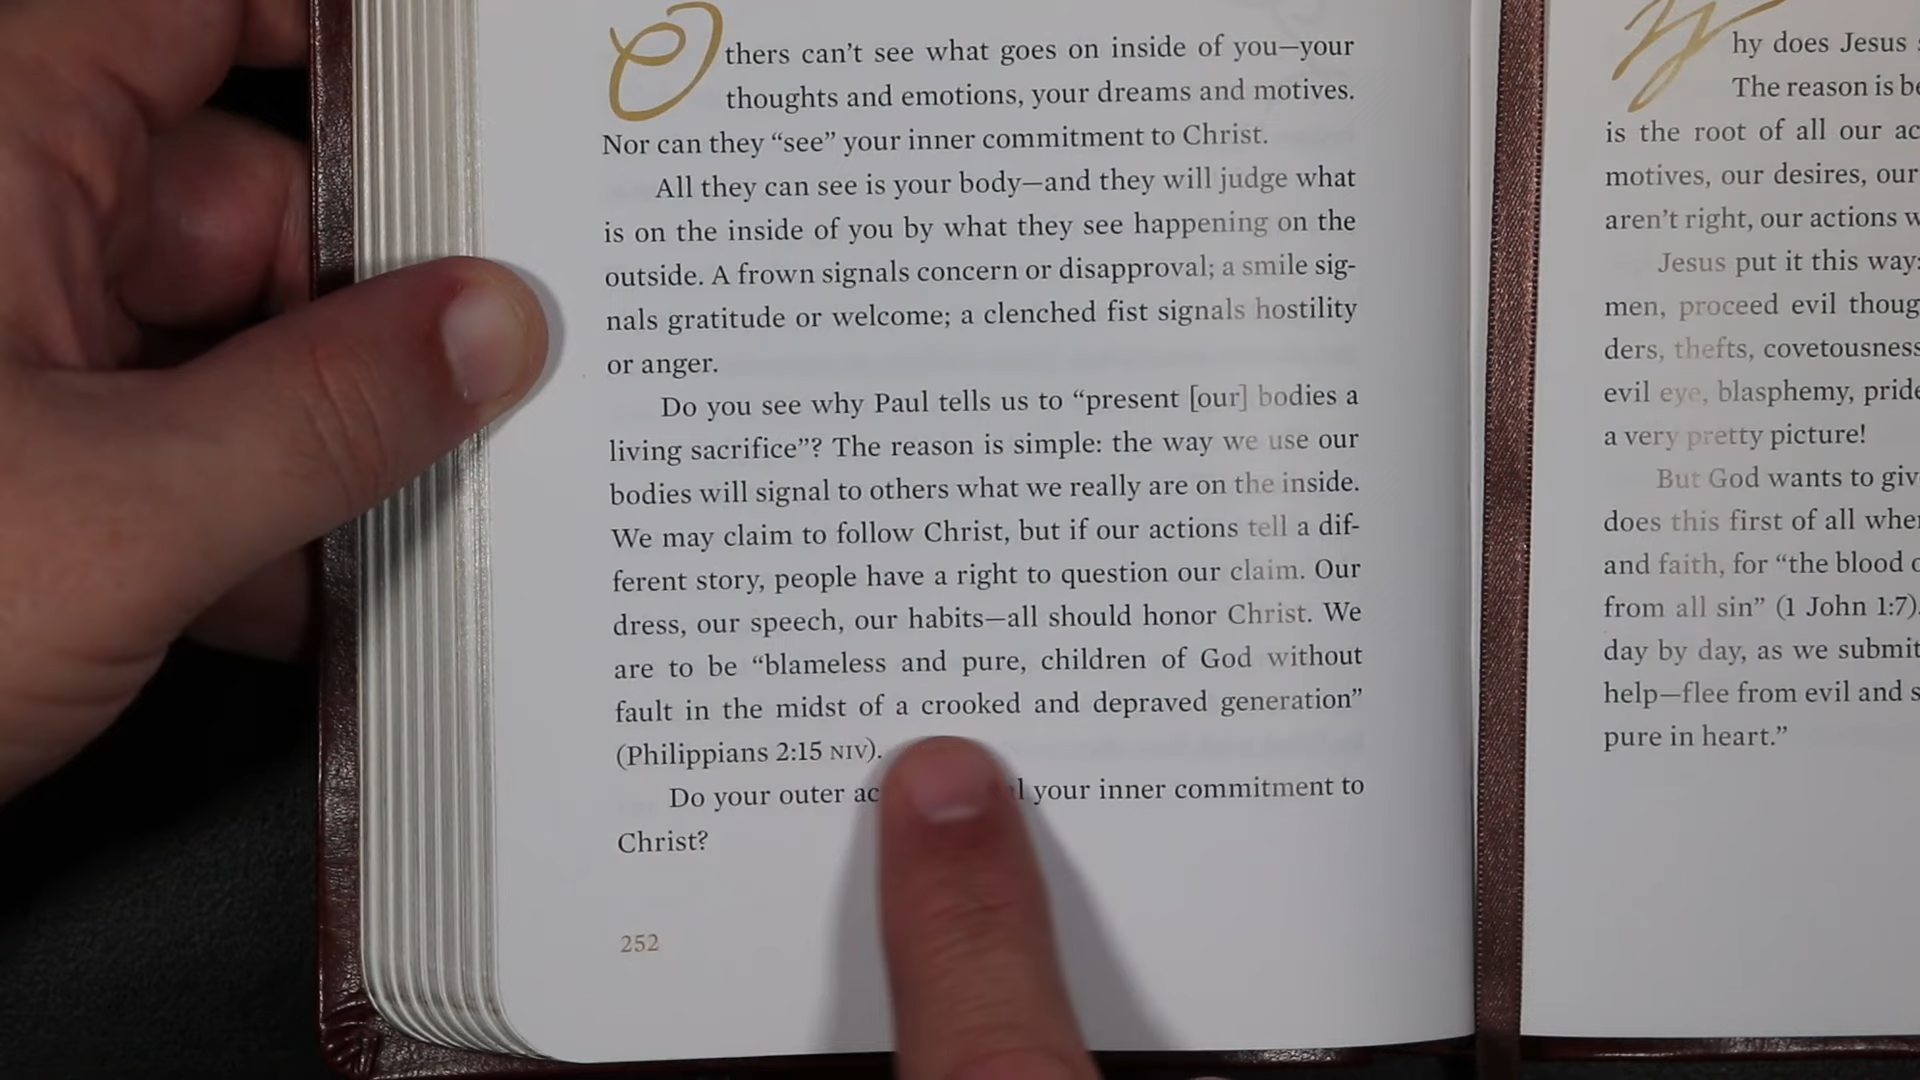 Others can’t see what goes on inside of you—your
thoughts and emotions, your dreams and motives.
Nor can they “see” your inner commitment to Christ.
All they can see is your body—and they will judge what
is on the inside of you by what they see happening on the
outside. A frown signals concern or disapproval; a smile sig-
nals gratitude or welcome; a clenched fist signals hostility
or anger.
Do you see why Paul tells us to “present [our] bodies a
living sacrifice”? The reason is simple: the way we use our
bodies will signal to others what we really are on the inside.
We may claim to follow Christ, but if our actions tell a dif-
ferent story, people have a right to question our claim. Our
dress, our speech, our habits—all should honor Christ. We
are to be “blameless and pure, children of God without
fault in the midst of a crooked and depraved generation”
(Philippians 2:15 NIV).
Do your outer your inner commitment to
Christ?
252
Why does Jesus
The reason is
is the root of all our
motives, our desires, our
aren’t right, our actions
Jesus put it this way:
men, proceed evil
ders, thefts, covetousness
evil eye, blasphemy,
a very pretty picture!
But God wants to
does this first of all
and faith, for “the blood
from all sin” (1 John 1:7)
day by day, as we submit
help—flee from evil and
pure in heart.”